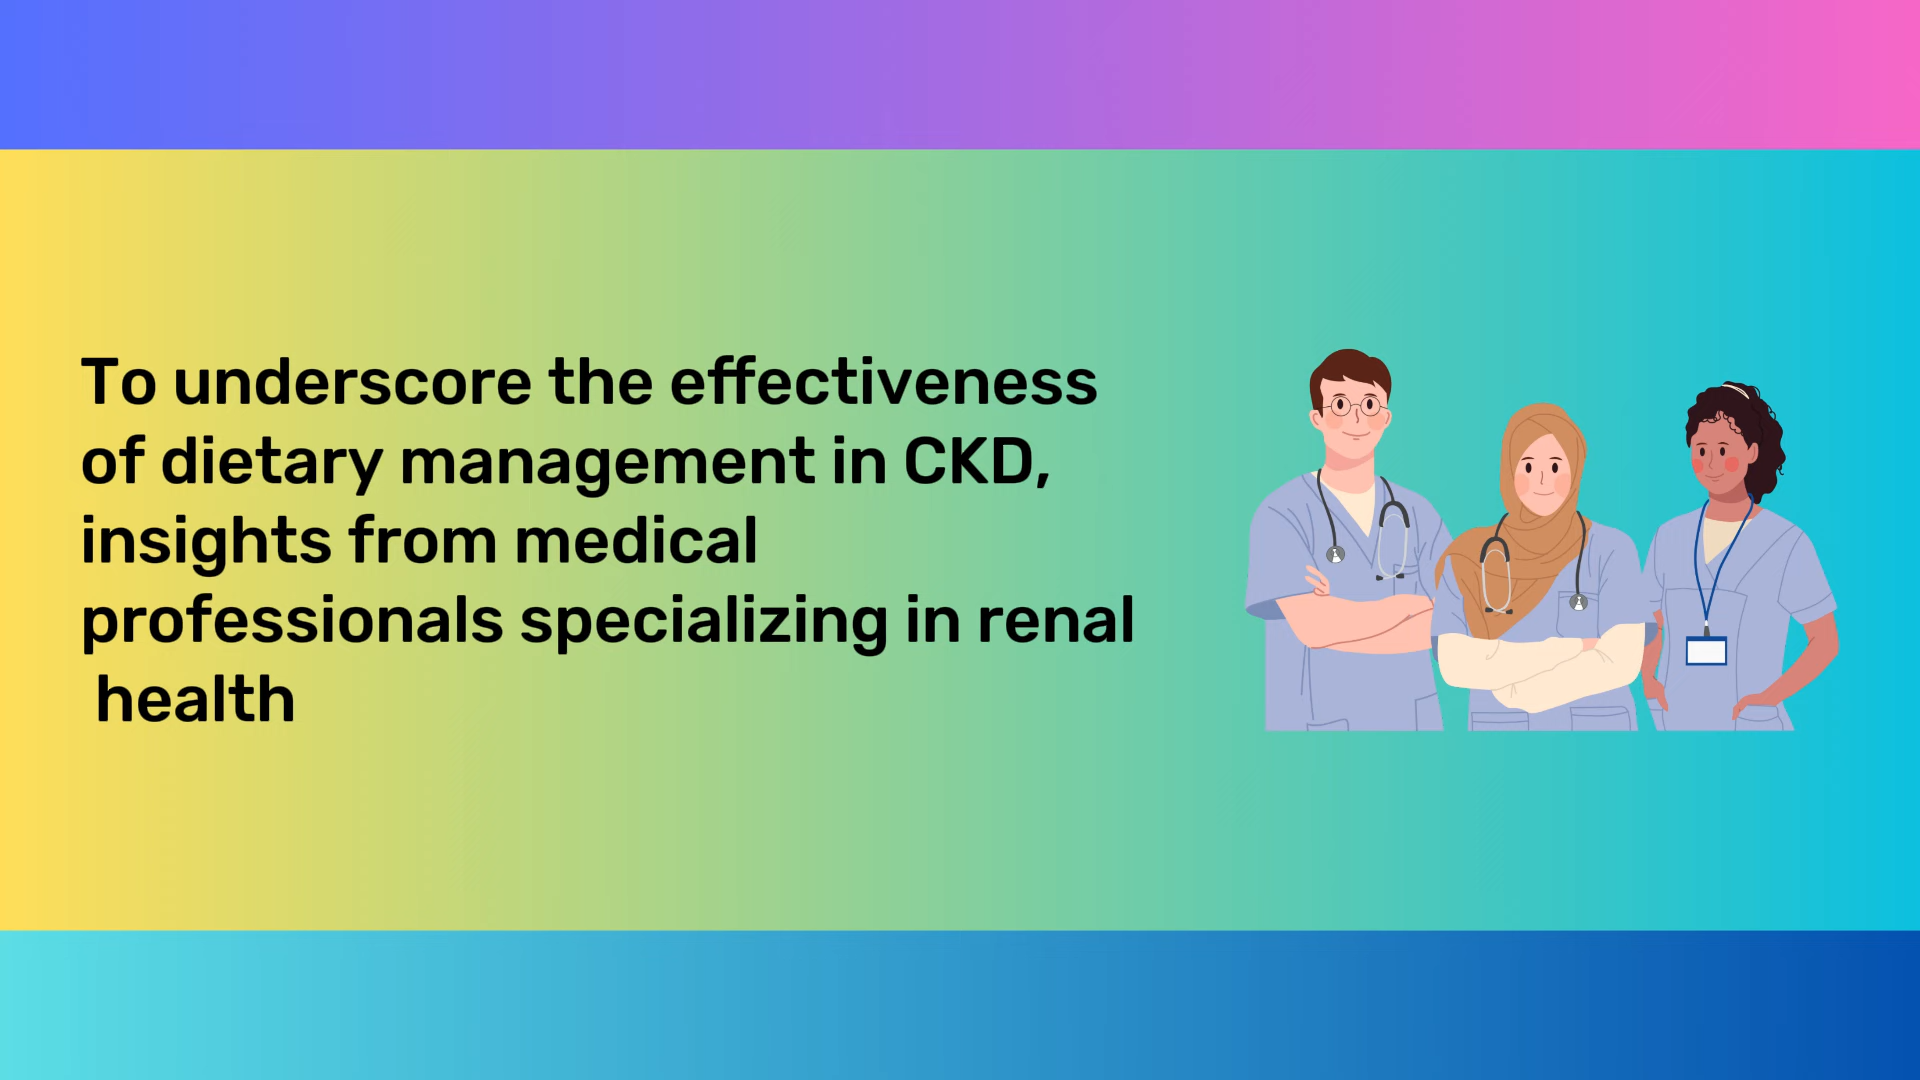 To underscore the effectiveness
of dietary management in CKD,
insights from medical
professionals specializing in renal
health